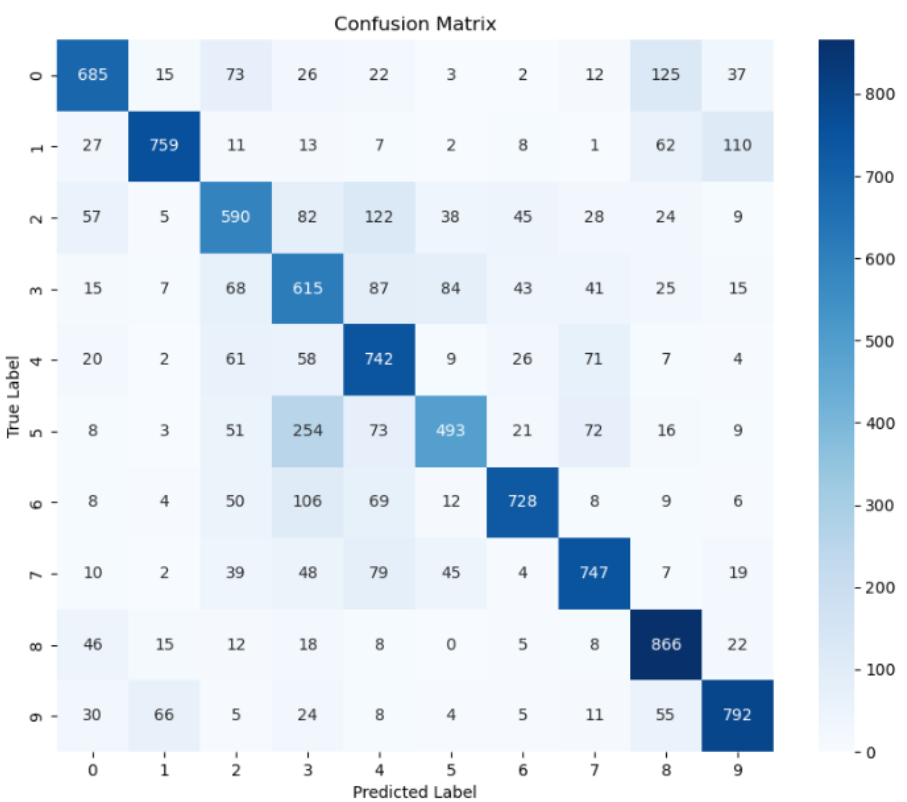 Confusion Matrix
0 685 15 73 26 22 3 2 12 125 37
1 27 759 11 13 7 2 8 1 62 110
2 57 5 590 82 122 38 45 28 24 9
3 15 7 68 615 87 84 43 41 25 15
4 20 2 61 58 742 9 26 71 7 4
5 8 3 51 254 73 493 21 72 16 9
6 8 4 50 106 69 12 728 8 9 6
7 10 2 39 48 79 45 4 747 7 19
8 46 15 12 18 8 0 5 8 866 22
9 30 66 5 24 8 4 5 11 55 792
0 1 2 3 4 5 6 7 8 9
Predicted Label
True Label
800
700
600
500
400
300
200
100
0